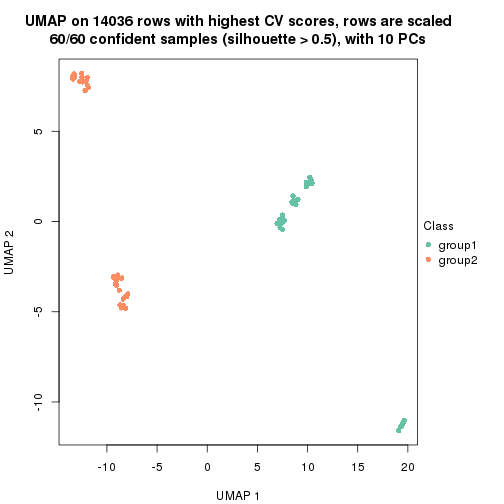 UMAP on 14036 rows with highest CV scores, rows are scaled
60/60 confident samples (silhouette > 0.5), with 10 PCs
5
0
-5
-10
UMAP 2
-10 -5 0 5 10 15 20
UMAP 1
Class
group1
group2